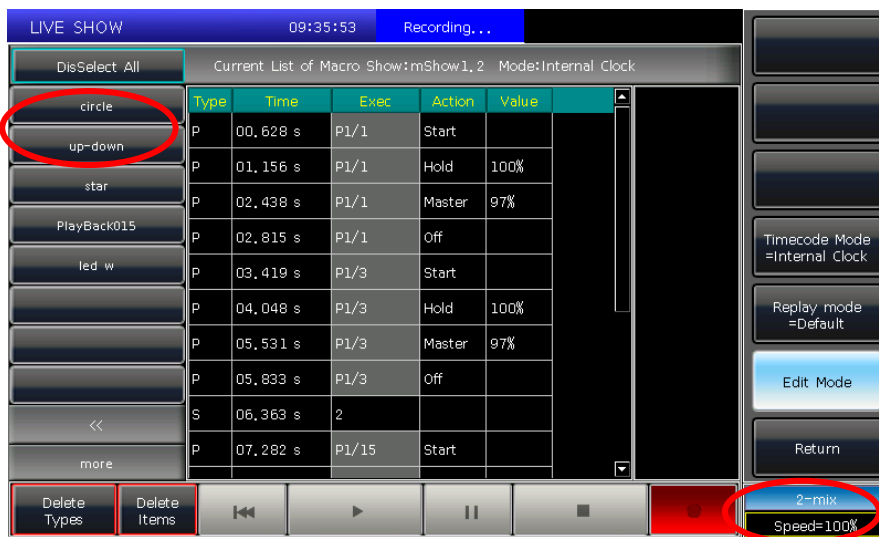 LIVE SHOW 09:35:53 Recording...
DisSelect All
Current List of Macro Show:mShow1.2 Mode:Internal Clock
circle
up-down
star
PlayBack015
led w
<<
more
Type Time Exec Action Value
P 00.628 s P1/1 Start
P 01.156 s P1/1 Hold 100%
P 02.438 s P1/1 Master 97%
P 02.815 s P1/1 Off
P 03.419 s P1/3 Start
P 04.048 s P1/3 Hold 100%
P 05.531 s P1/3 Master 97%
P 05.833 s P1/3 Off
S 06.363 s 2
P 07.282 s P1/15 Start
Timecode Mode
=Internal Clock
Replay mode
=Default
Edit Mode
Return
Delete
Types
Delete
Items
2-mix
Speed=100%